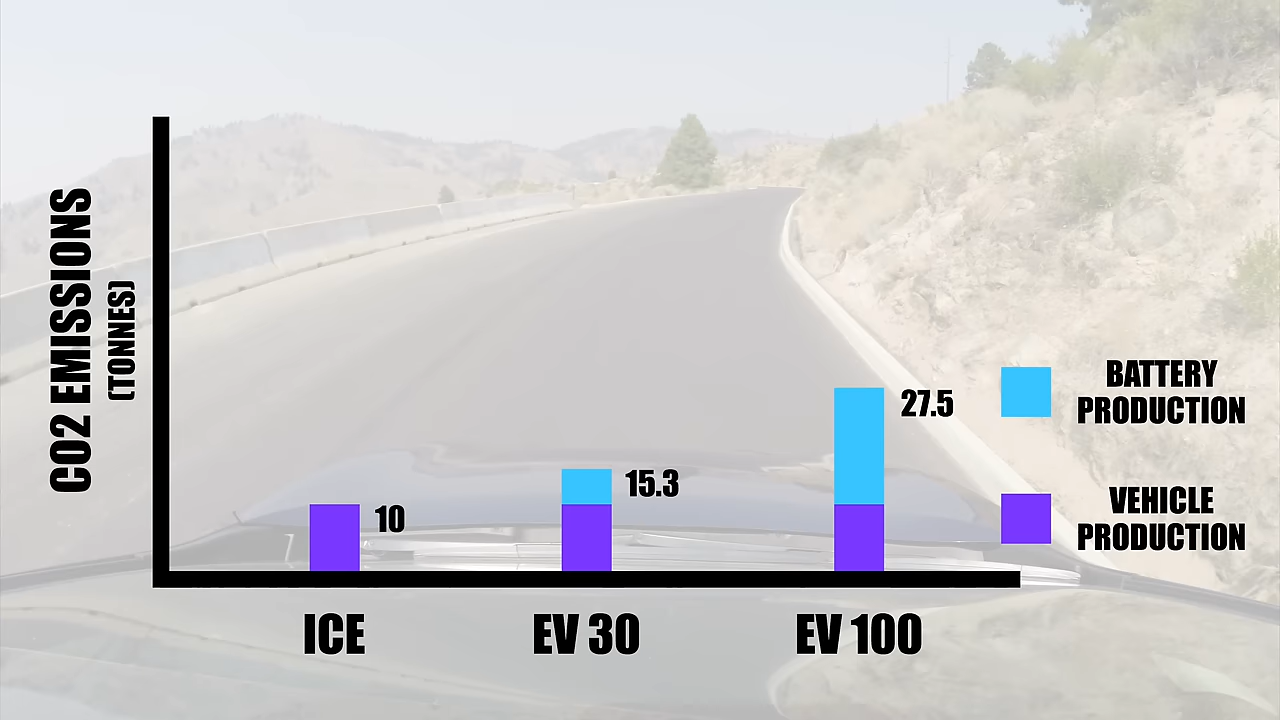 CO2 EMISSIONS
(TONNES)
27.5
15.3
10
BATTERY
PRODUCTION
VEHICLE
PRODUCTION
ICE
EV 30
EV 100